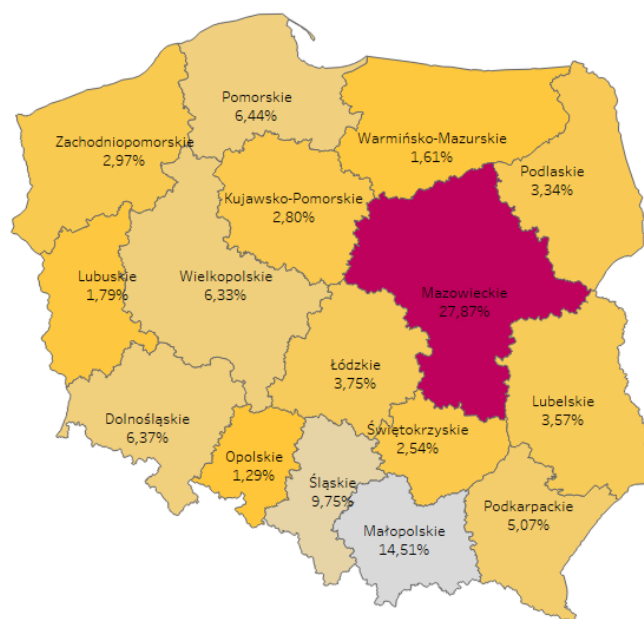 Pomorskie
6,44%
Zachodniopomorskie
2,97%
Warmińsko-Mazurskie
1,61%
Podlaskie
3,34%
Kujawsko-Pomorskie
2,80%
Lubuskie
1,79%
Wielkopolskie
6,33%
Mazowieckie
27,87%
Łódzkie
3,75%
Lubelskie
3,57%
Dolnośląskie
6,37%
Świętokrzyskie
2,54%
Opolskie
1,29%
Śląskie
9,75%
Podkarpackie
5,07%
Małopolskie
14,51%